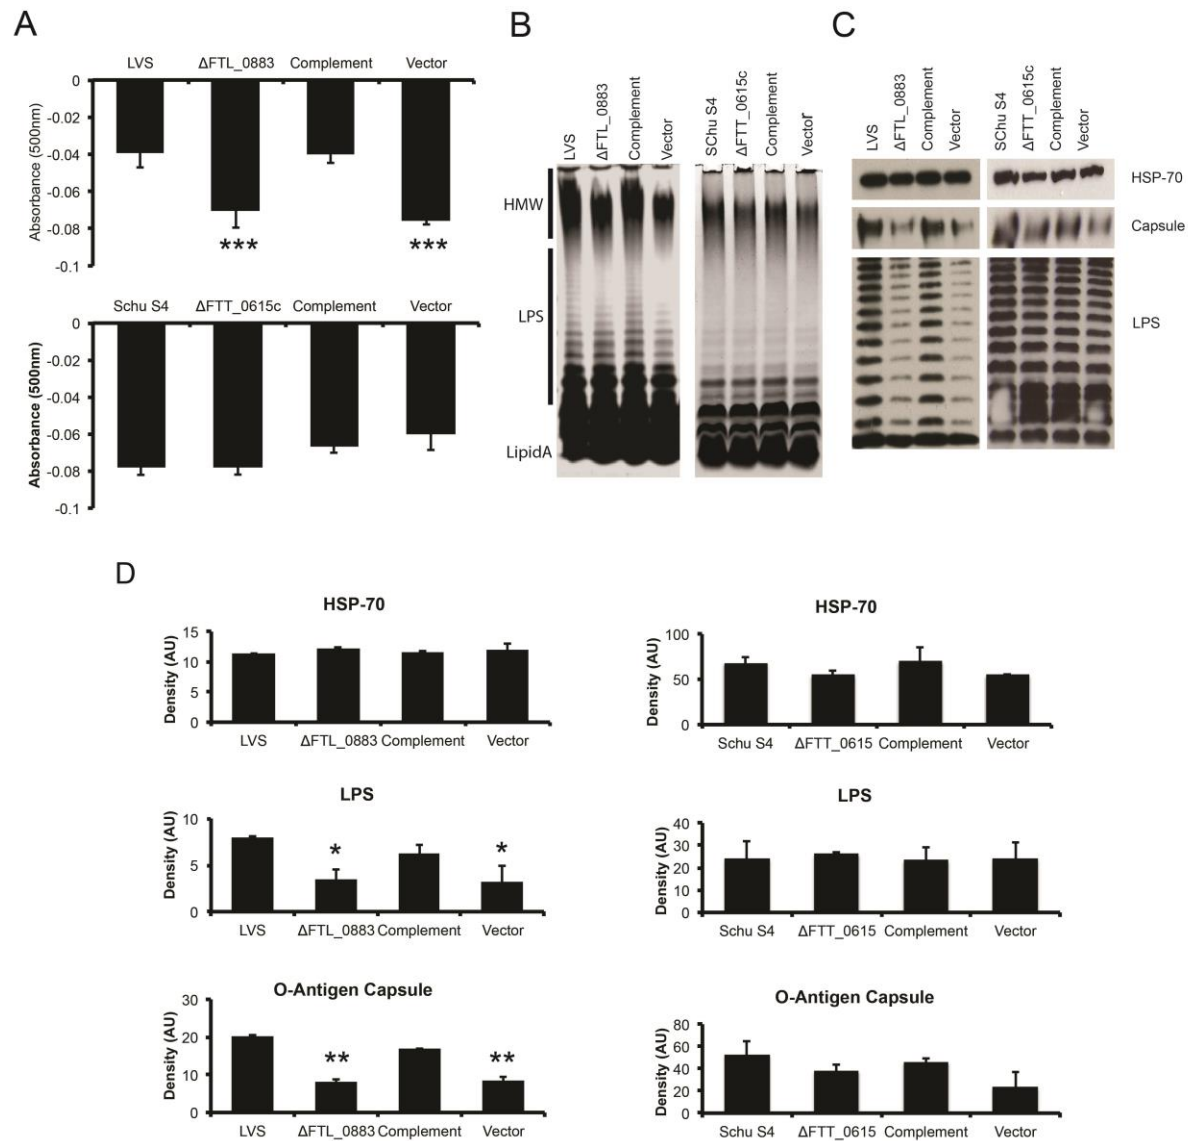 A
LVS ΔFTL_0883 Complement Vector
0
-0.02
-0.04
-0.06
-0.08
-0.1
Absorbance (500nm)
*** ***
Schu S4 ΔFTT_0615c Complement Vector
0
-0.02
-0.04
-0.06
-0.08
-0.1
Absorbance (500nm)
B
LVS ΔFTL_0883 Complement Vector
SChu S4 ΔFTT_0615c Complement Vector
HMW
LPS
LipidA
C
LVS ΔFTL_0883 Complement Vector
SChu S4 ΔFTT_0615c Complement Vector
HSP-70
Capsule
LPS
D
HSP-70
Density (AU)
15
10
5
0
LVS ΔFTL_0883 Complement Vector
HSP-70
Density (AU)
100
50
0
Schu S4 ΔFTT_0615 Complement Vector
LPS
Density (AU)
10
5
0
* *
LVS ΔFTL_0883 Complement Vector
LPS
Density (AU)
40
30
20
10
0
Schu S4 ΔFTT_0615 Complement Vector
O-Antigen Capsule
Density (AU)
30
20
10
0
** **
LVS ΔFTL_0883 Complement Vector
O-Antigen Capsule
Density (AU)
80
60
40
20
0
Schu S4 ΔFTT_0615 Complement Vector